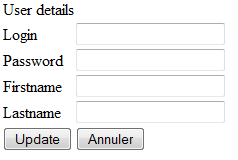 User details
Login
Password
Firstname
Lastname
Update Annuler